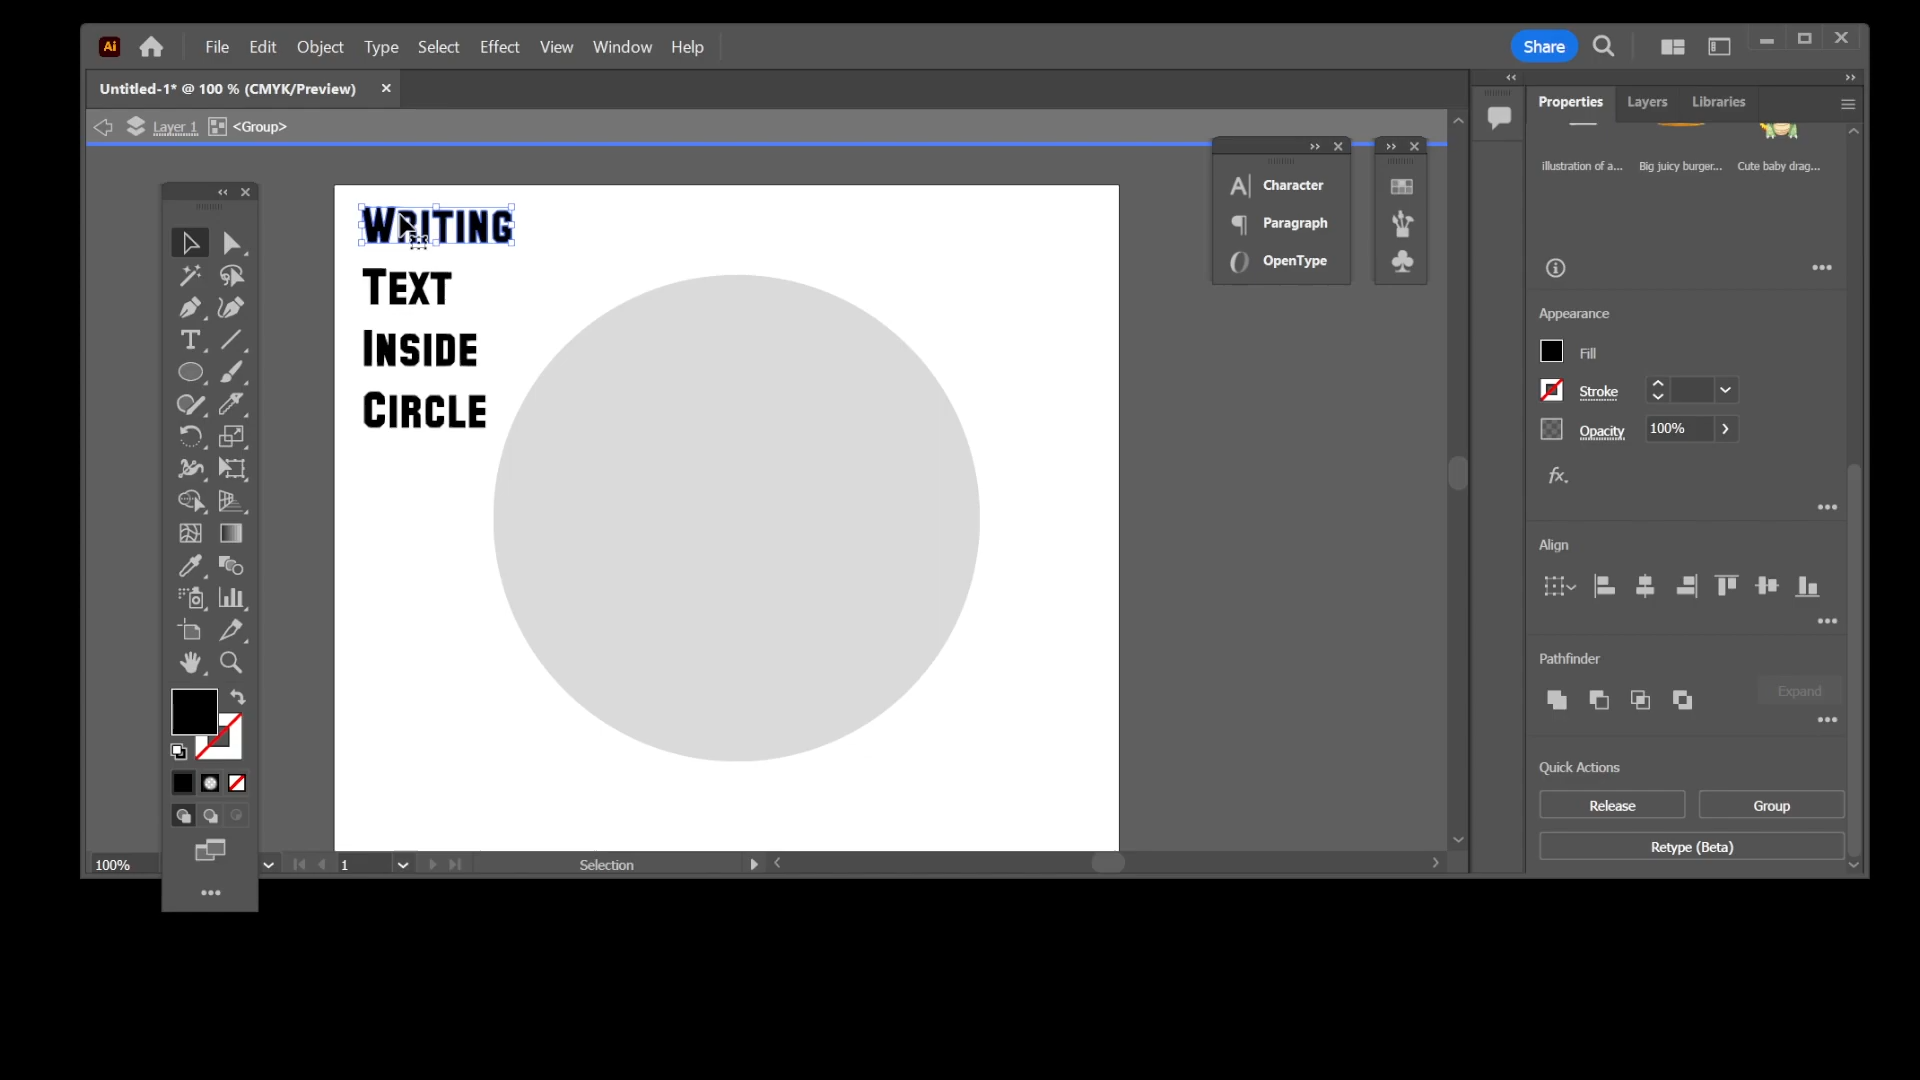 Ai File Edit Object Type Select Effect View Window Help Share
Untitled-1* @ 100 % (CMYK/Preview)
Layer 1 <Group>
Properties Layers Libraries
illustration of a... Big juicy burger... Cute baby drag...
Character
Paragraph
OpenType
WRITING
TEXT
INSIDE
CIRCLE
Appearance
Fill
Stroke
Opacity 100%
fx.
Align
Pathfinder
Expand
Quick Actions
Release Group
Retype (Beta)
100% 1 Selection